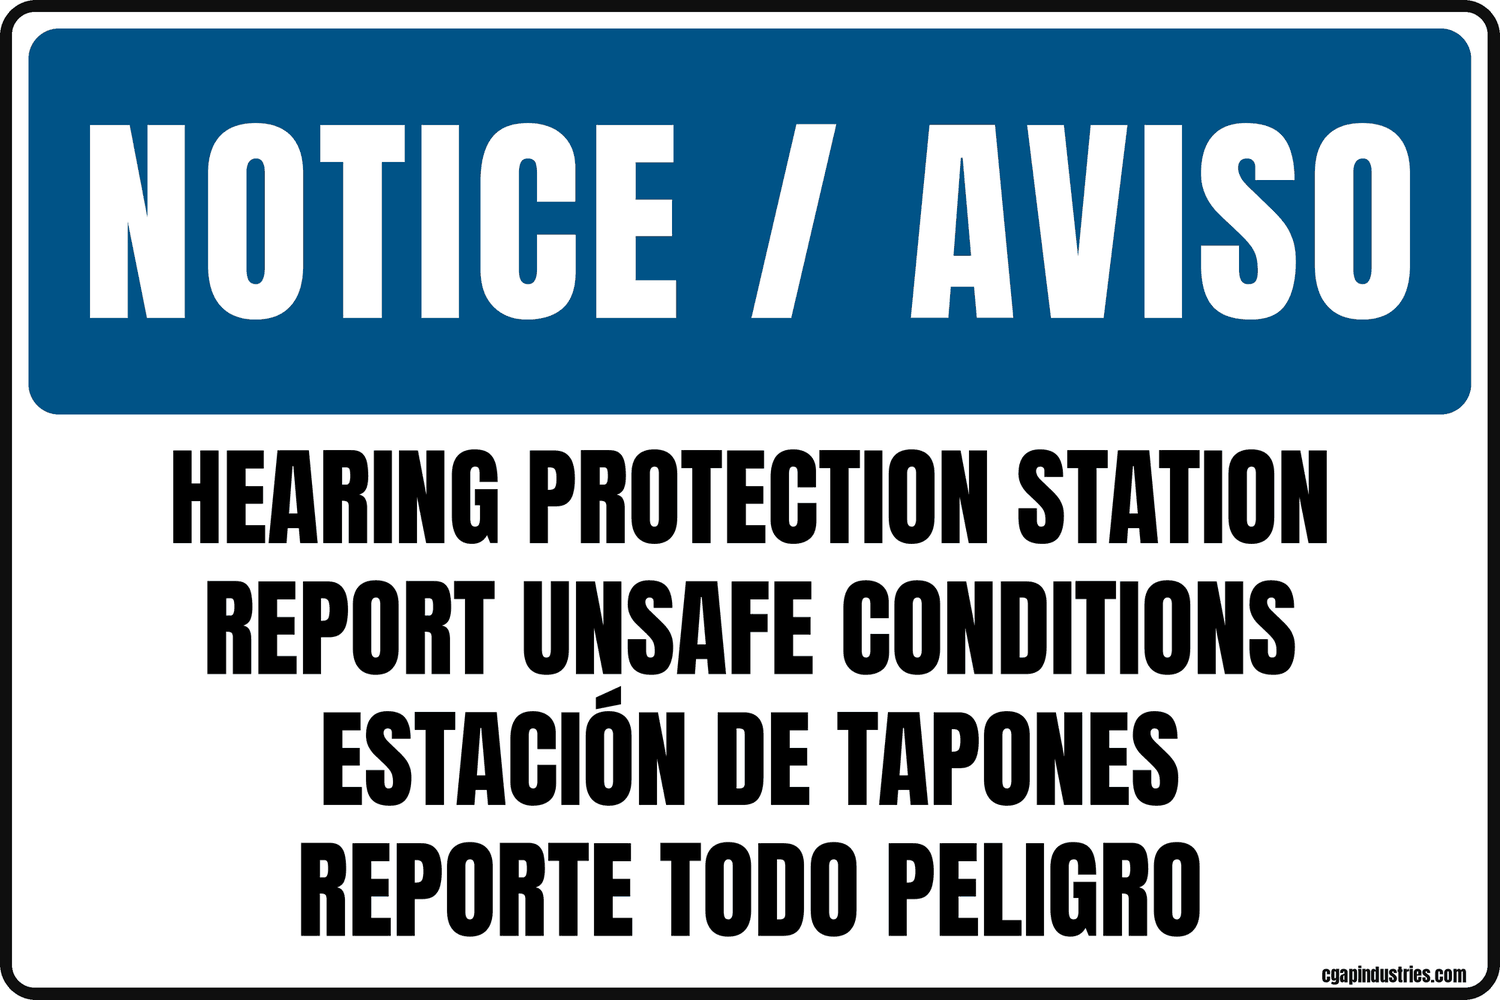 NOTICE / AVISO
HEARING PROTECTION STATION
REPORT UNSAFE CONDITIONS
ESTACIÓN DE TAPONES
REPORTE TODO PELIGRO
cgapindustries.com